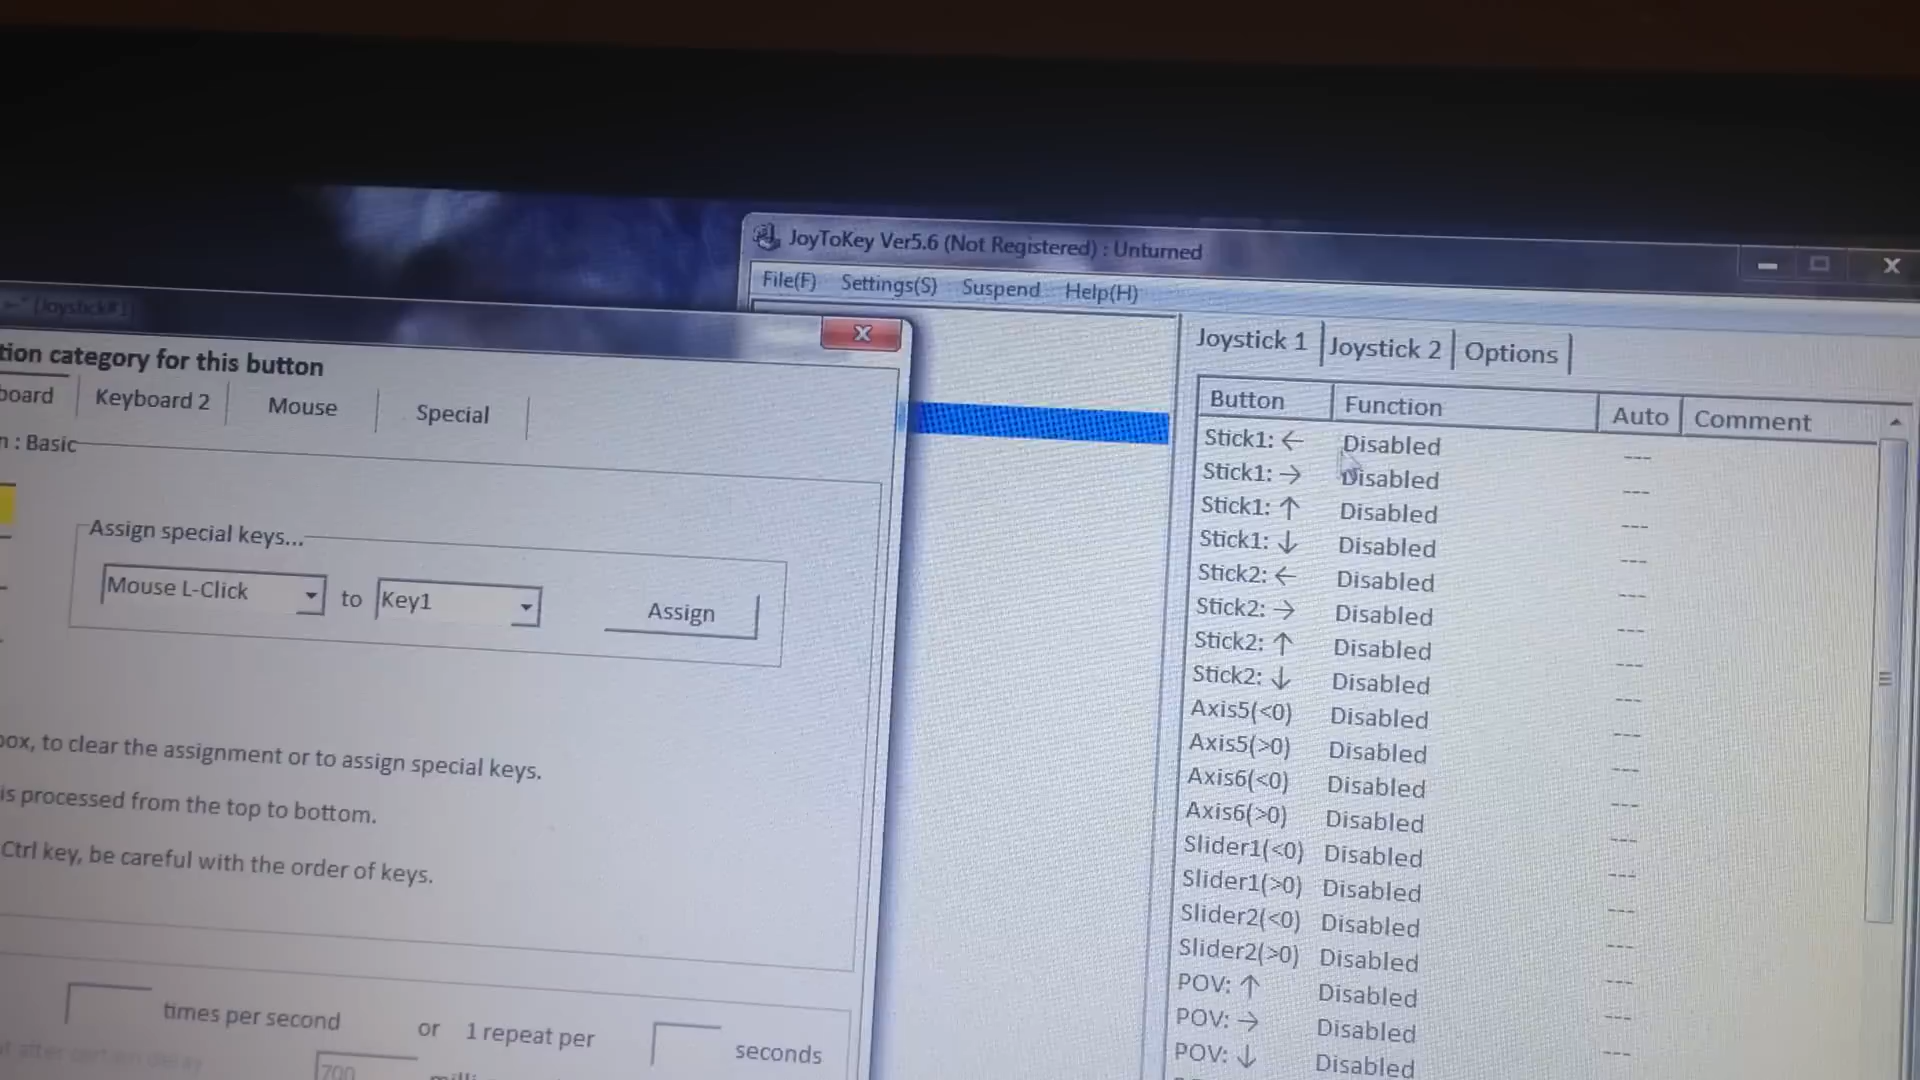 JoyToKey Ver5.6 (Not Registered) : Unturned
File(F) Settings(S) Suspend Help(H)
Joystick 1 Joystick 2 Options
Button Function Auto Comment
Stick1: ← Disabled ---
Stick1: → Disabled ---
Stick1: ↑ Disabled ---
Stick1: ↓ Disabled ---
Stick2: ← Disabled ---
Stick2: → Disabled ---
Stick2: ↑ Disabled ---
Stick2: ↓ Disabled ---
Axis5(<0) Disabled ---
Axis5(>0) Disabled ---
Axis6(<0) Disabled ---
Axis6(>0) Disabled ---
Slider1(<0) Disabled ---
Slider1(>0) Disabled ---
Slider2(<0) Disabled ---
Slider2(>0) Disabled ---
POV: ↑ Disabled ---
POV: → Disabled ---
POV: ↓ Disabled
←" (Joystick#1)
tion category for this button
board Keyboard 2 Mouse Special
n : Basic
Assign special keys...
Mouse L-Click to Key1 Assign
box, to clear the assignment or to assign special keys.
is processed from the top to bottom.
Ctrl key, be careful with the order of keys.
times per second or 1 repeat per seconds
700